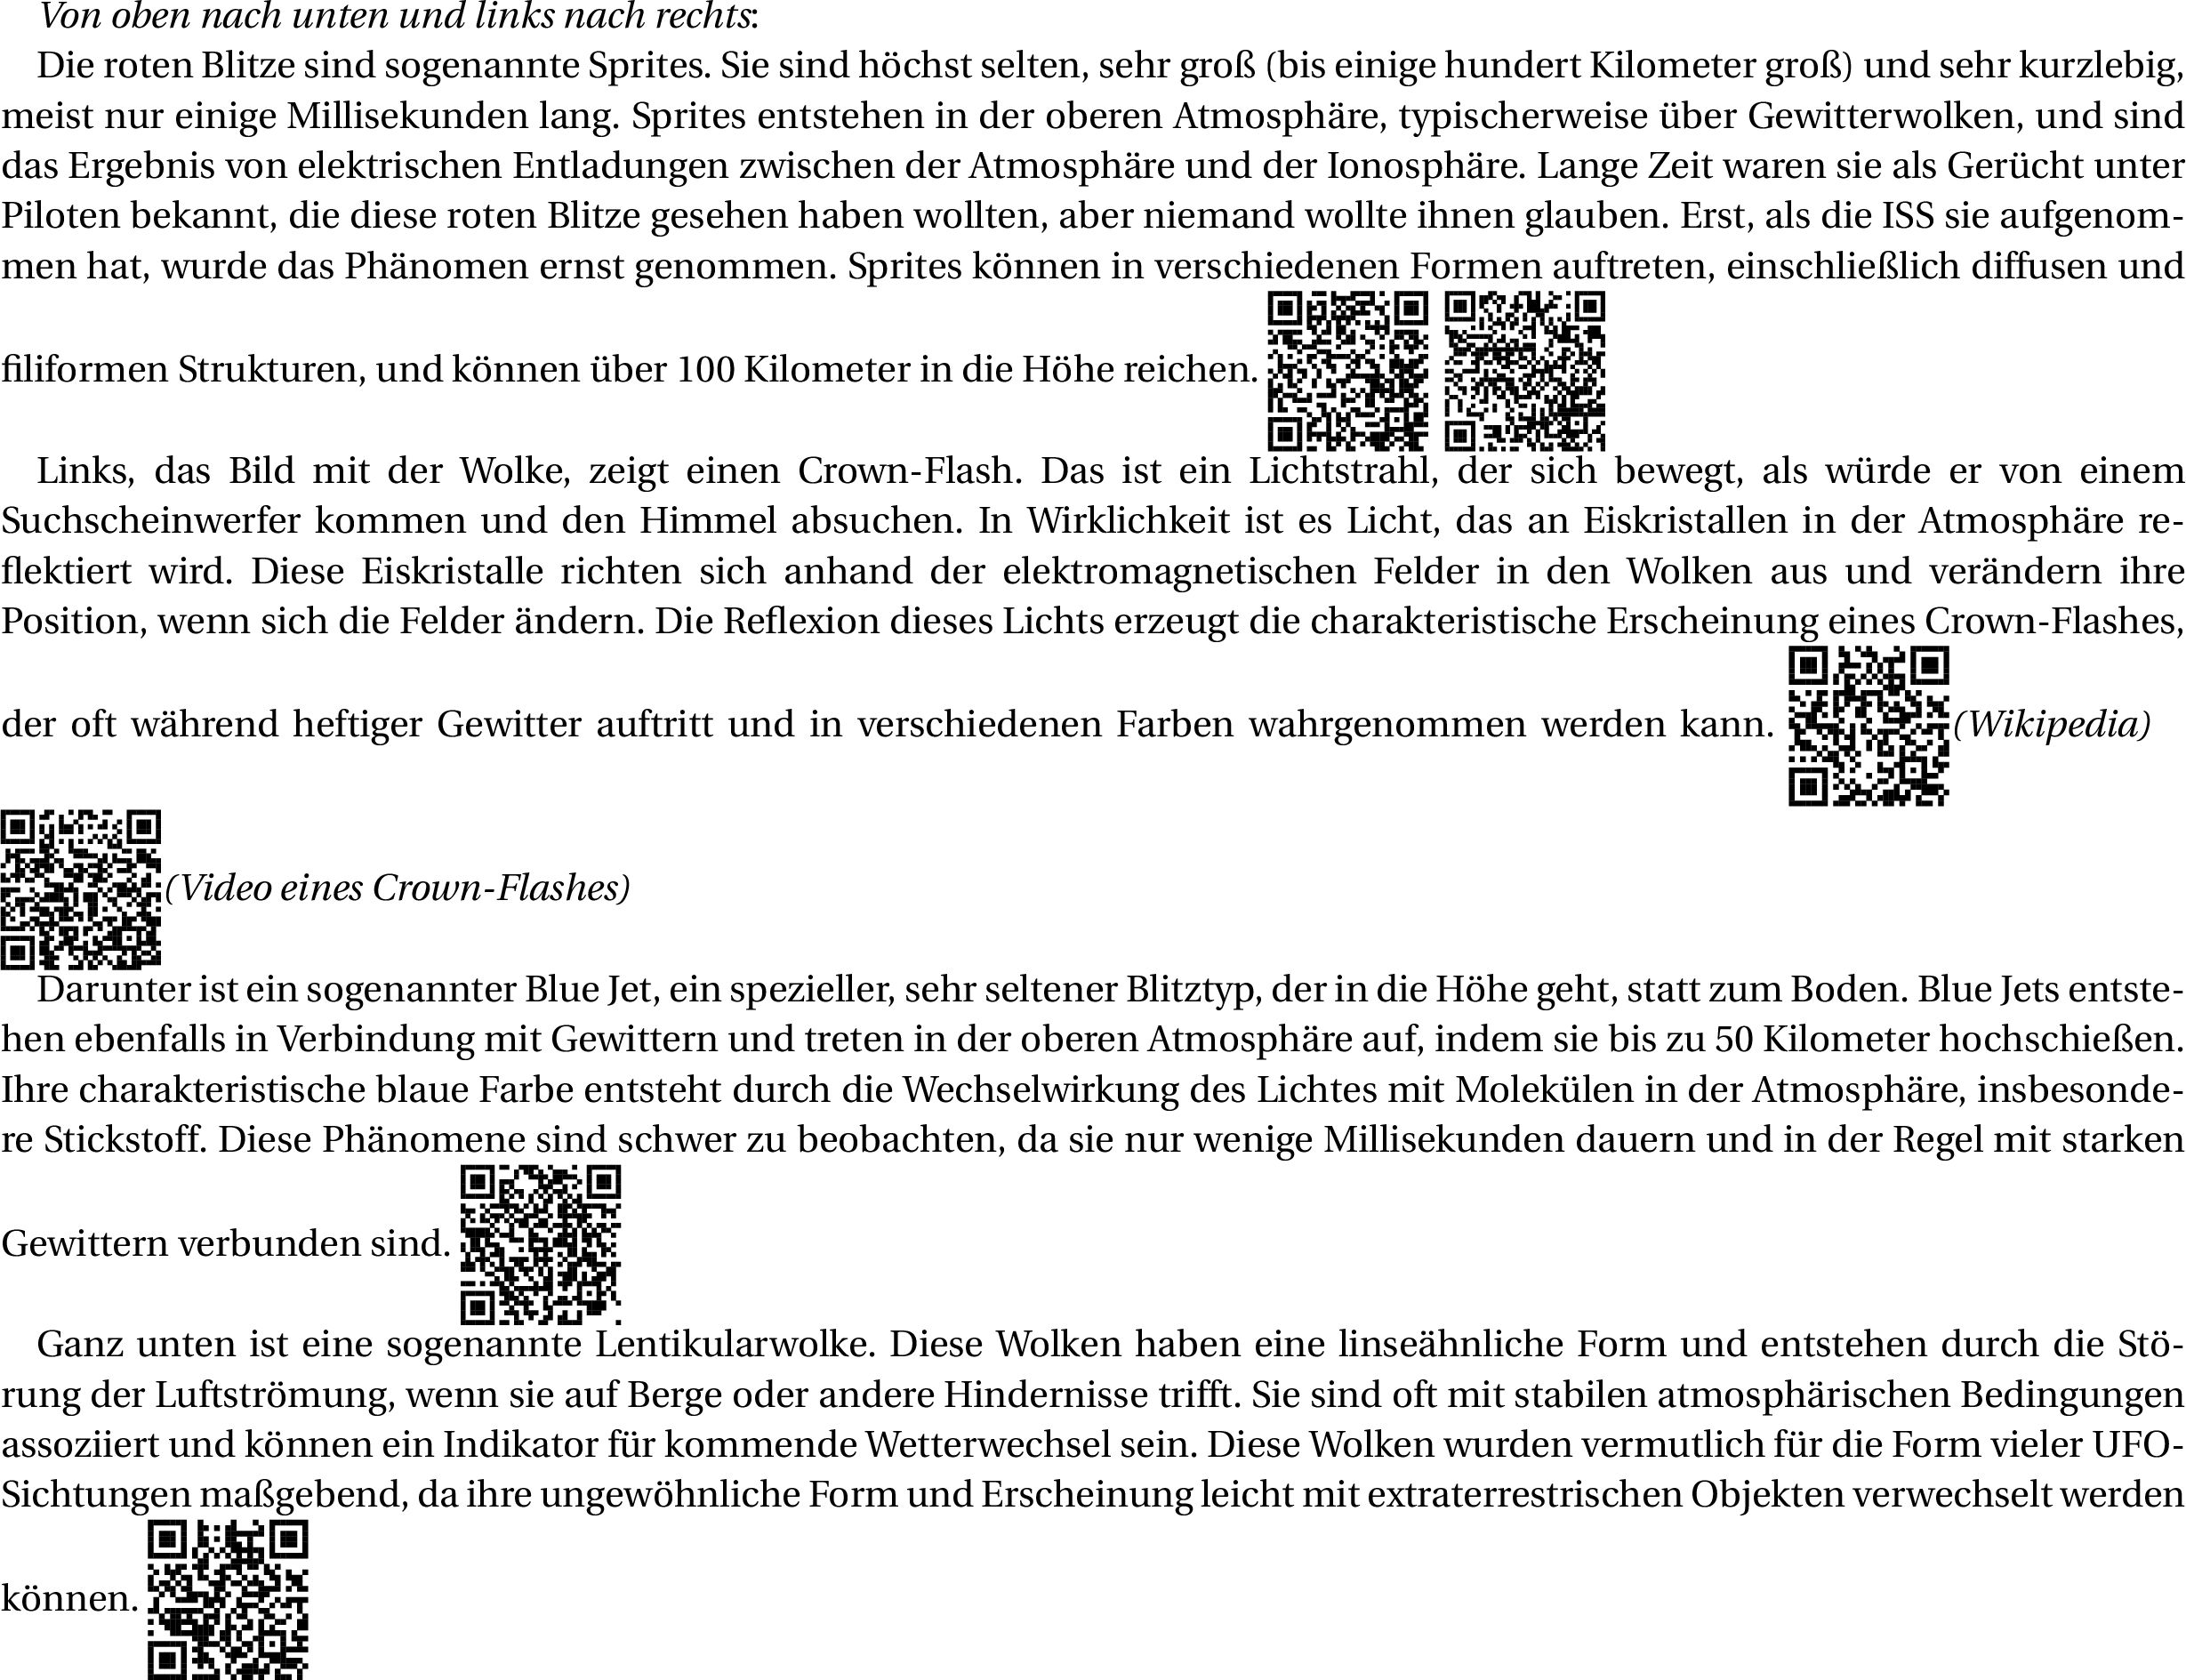 Von oben nach unten und links nach rechts:
Die roten Blitze sind sogenannte Sprites. Sie sind höchst selten, sehr groß (bis einige hundert Kilometer groß) und sehr kurzlebig,
meist nur einige Millisekunden lang. Sprites entstehen in der oberen Atmosphäre, typischerweise über Gewitterwolken, und sind
das Ergebnis von elektrischen Entladungen zwischen der Atmosphäre und der Ionosphäre. Lange Zeit waren sie als Gerücht unter
Piloten bekannt, die diese roten Blitze gesehen haben wollten, aber niemand wollte ihnen glauben. Erst, als die ISS sie aufgenom-
men hat, wurde das Phänomen ernst genommen. Sprites können in verschiedenen Formen auftreten, einschließlich diffusen und
filiformen Strukturen, und können über 100 Kilometer in die Höhe reichen.
Links, das Bild mit der Wolke, zeigt einen Crown-Flash. Das ist ein Lichtstrahl, der sich bewegt, als würde er von einem
Suchscheinwerfer kommen und den Himmel absuchen. In Wirklichkeit ist es Licht, das an Eiskristallen in der Atmosphäre re-
flektiert wird. Diese Eiskristalle richten sich anhand der elektromagnetischen Felder in den Wolken aus und verändern ihre
Position, wenn sich die Felder ändern. Die Reflexion dieses Lichts erzeugt die charakteristische Erscheinung eines Crown-Flashes,
der oft während heftiger Gewitter auftritt und in verschiedenen Farben wahrgenommen werden kann. (Wikipedia)
(Video eines Crown-Flashes)
Darunter ist ein sogenannter Blue Jet, ein spezieller, sehr seltener Blitztyp, der in die Höhe geht, statt zum Boden. Blue Jets entste-
hen ebenfalls in Verbindung mit Gewittern und treten in der oberen Atmosphäre auf, indem sie bis zu 50 Kilometer hochschießen.
Ihre charakteristische blaue Farbe entsteht durch die Wechselwirkung des Lichtes mit Molekülen in der Atmosphäre, insbesonde-
re Stickstoff. Diese Phänomene sind schwer zu beobachten, da sie nur wenige Millisekunden dauern und in der Regel mit starken
Gewittern verbunden sind.
Ganz unten ist eine sogenannte Lentikularwolke. Diese Wolken haben eine linseähnliche Form und entstehen durch die Stö-
rung der Luftströmung, wenn sie auf Berge oder andere Hindernisse trifft. Sie sind oft mit stabilen atmosphärischen Bedingungen
assoziiert und können ein Indikator für kommende Wetterwechsel sein. Diese Wolken wurden vermutlich für die Form vieler UFO-
Sichtungen maßgebend, da ihre ungewöhnliche Form und Erscheinung leicht mit extraterrestrischen Objekten verwechselt werden
können.